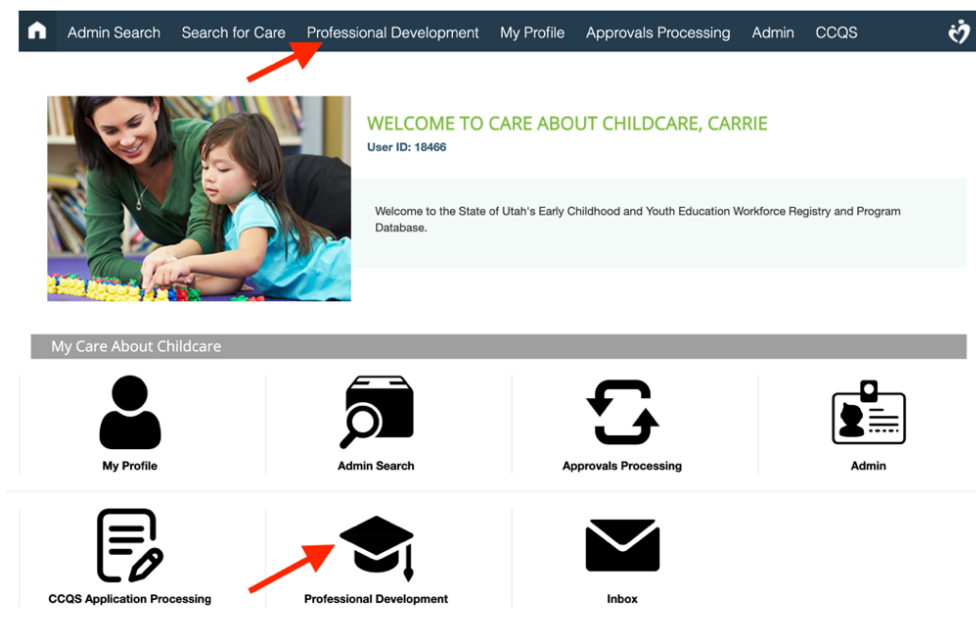 Admin Search Search for Care Professional Development My Profile Approvals Processing Admin CCQS
WELCOME TO CARE ABOUT CHILDCARE, CARRIE
User ID: 18466
Welcome to the State of Utah's Early Childhood and Youth Education Workforce Registry and Program
Database.
My Care About Childcare
My Profile Admin Search Approvals Processing Admin
CCQS Application Processing Professional Development Inbox